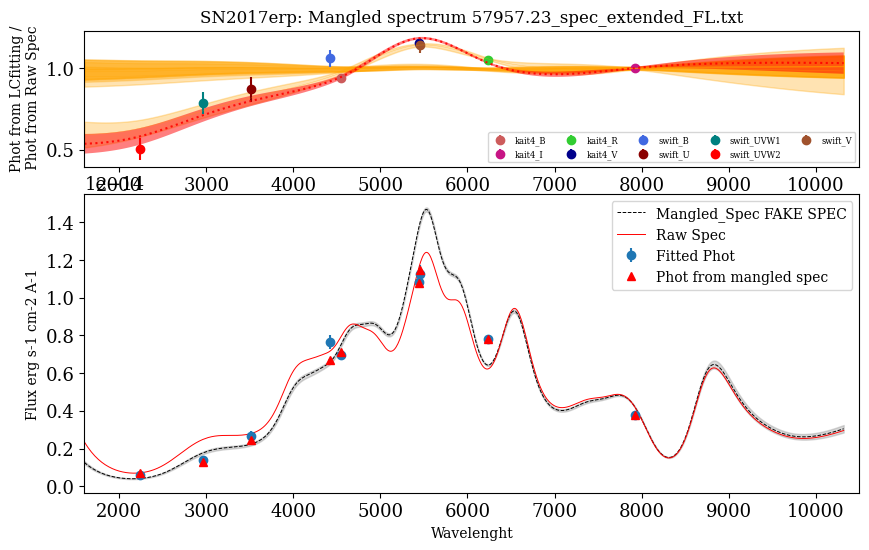 SN2017erp: Mangled spectrum 57957.23_spec_extended_FL.txt
Phot from LCfitting /
Phot from Raw Spec
1.0
0.5
kait4_B kait4_R swift_B swift_UVW1 swift_V
kait4_I kait4_V swift_U swift_UVW2
2000 3000 4000 5000 6000 7000 8000 9000 10000
1e−14
Flux erg s-1 cm-2 A-1
1.4
1.2
1.0
0.8
0.6
0.4
0.2
0.0
Mangled_Spec FAKE SPEC
Raw Spec
Fitted Phot
Phot from mangled spec
2000 3000 4000 5000 6000 7000 8000 9000 10000
Wavelenght